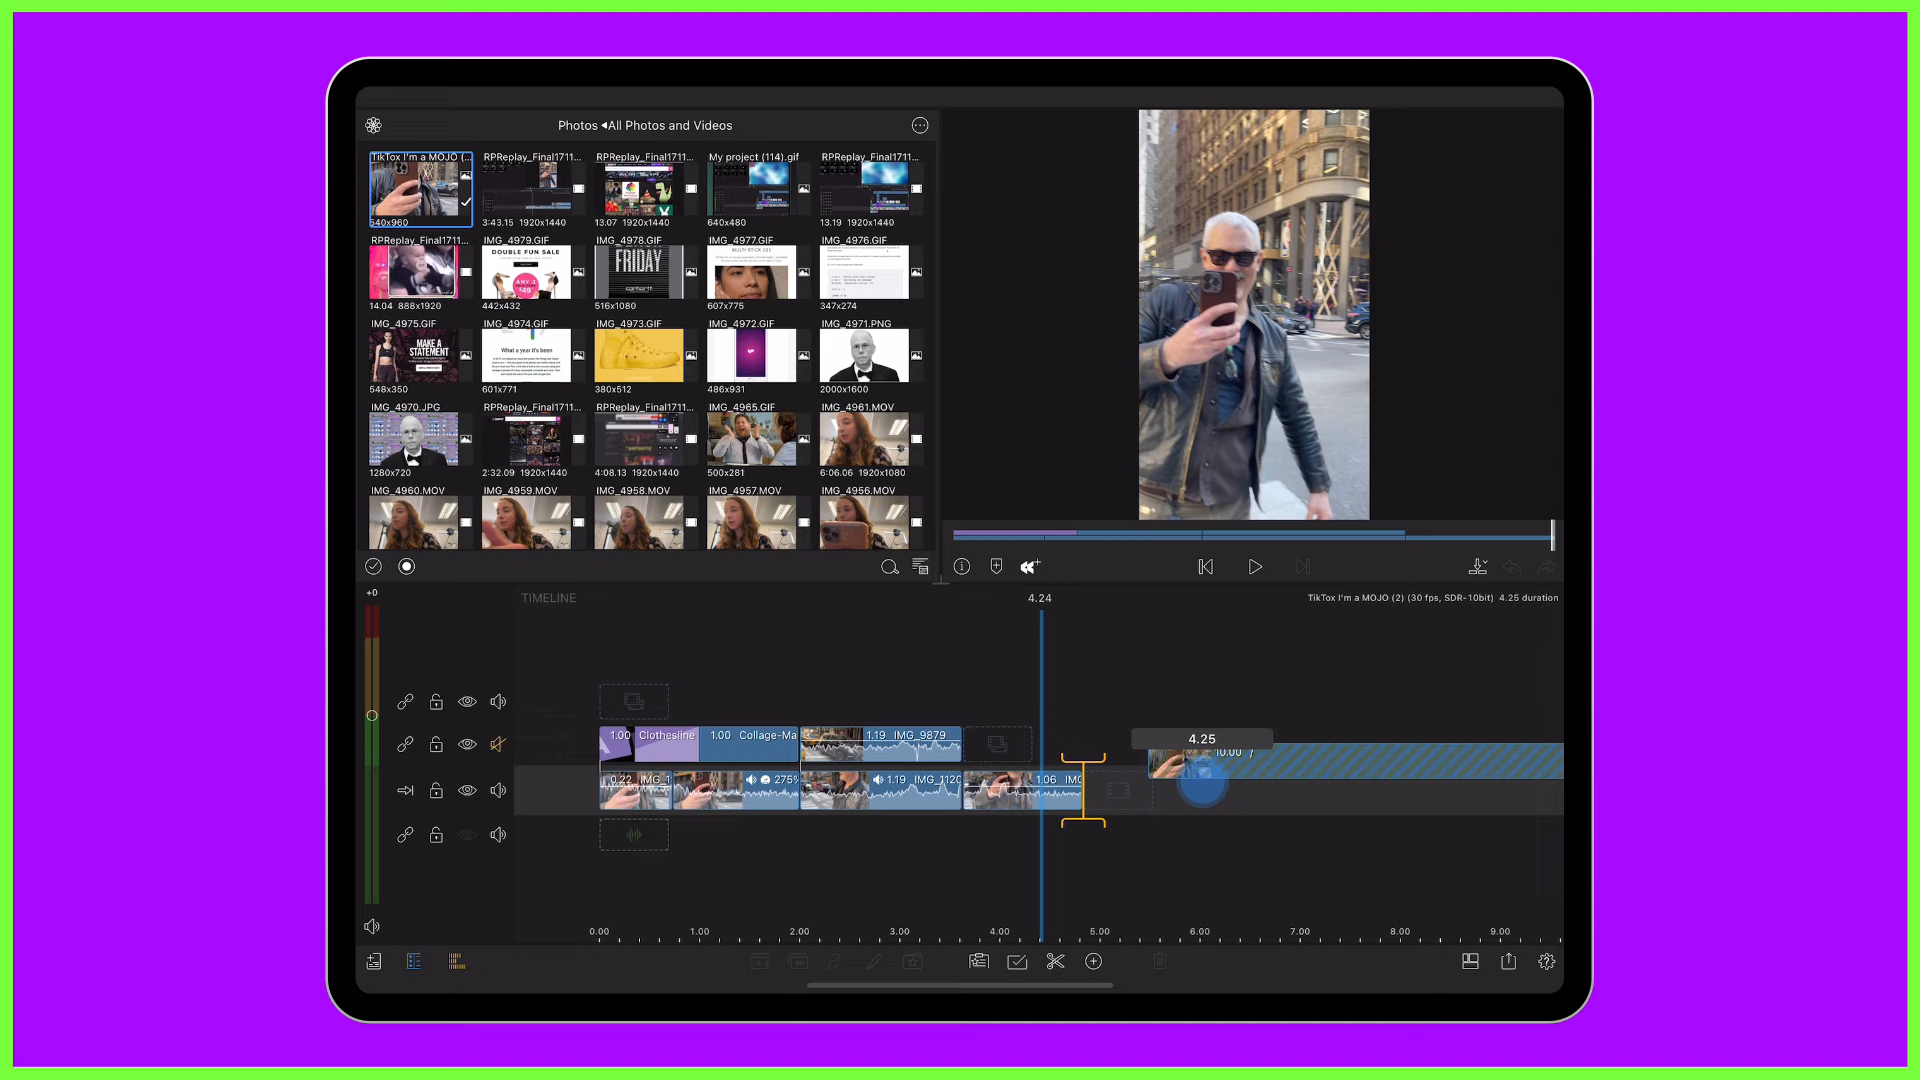 Photos ◂All Photos and Videos
TikTox I'm a MOJO (...
RPReplay_Final1711...
RPReplay_Final1711...
My project (114).gif
RPReplay_Final1711...
640x960
3:43.15 1920x1440
13.07 1920x1440
640x480
13.19 1920x1440
RPReplay_Final1711...
IMG_4979.GIF
IMG_4978.GIF
IMG_4977.GIF
IMG_4976.GIF
DOUBLE FUN SALE
ANY 2
$49
FRIDAY
carhartt
MULTI-STICK 101
14.04 888x1920
442x432
516x1080
607x775
347x274
IMG_4975.GIF
IMG_4974.GIF
IMG_4973.GIF
IMG_4972.GIF
IMG_4971.PNG
MAKE A
STATEMENT
What a year it's been
548x350
601x771
380x512
486x931
2000x1600
IMG_4970.JPG
RPReplay_Final1711...
RPReplay_Final1711...
IMG_4965.GIF
IMG_4961.MOV
1280x720
2:32.09 1920x1440
4:08.13 1920x1440
500x281
6:06.06 1920x1080
IMG_4960.MOV
IMG_4959.MOV
IMG_4958.MOV
IMG_4957.MOV
IMG_4956.MOV
+0
TIMELINE
4.24
TikTox I'm a MOJO (2) (30 fps, SDR-10bit) 4.25 duration
1.00 Clothesline
1.00 Collage-Ma
1.19 IMG_9879
4.25
10.00 /
0.22 IMG_1
275%
1.19 IMG_1120
1.06 IMG
0.00
1.00
2.00
3.00
4.00
5.00
6.00
7.00
8.00
9.00